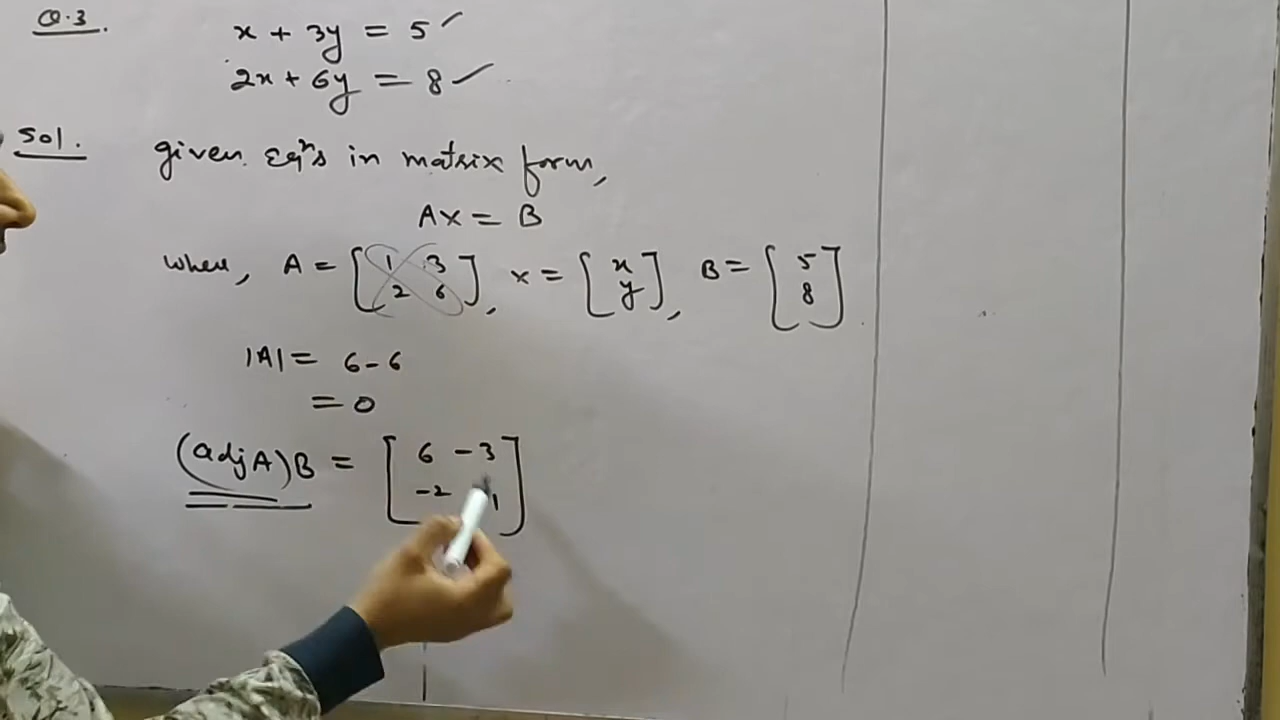 Q.3. x + 3y = 5 ✓
2x + 6y = 8 ✓
Sol. given Eqⁿs in matrix form,
AX = B
where, A = [1 3; 2 6], X = [x; y], B = [5; 8]
|A| = 6 - 6
= 0
(adj A)B = [6 -3; -2 1]